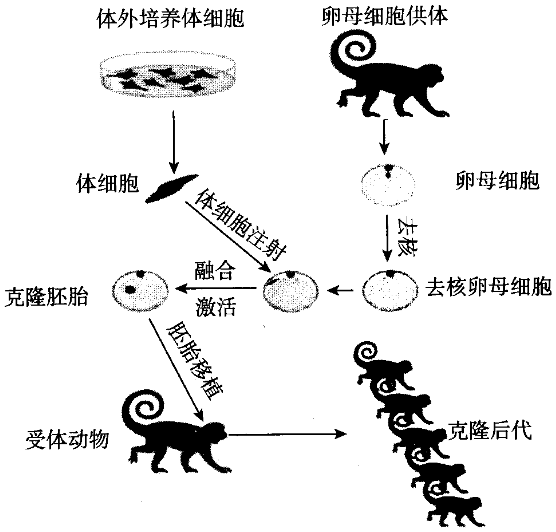 体外培养体细胞
卵母细胞供体
体细胞
卵母细胞
体细胞注射
去核
克隆胚胎
融合
激活
去核卵母细胞
胚胎移植
受体动物
克隆后代